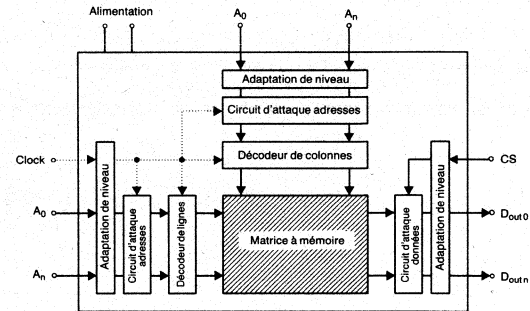 Alimentation
A0 An
Adaptation de niveau
Circuit d'attaque adresses
Décodeur de colonnes
Clock
CS
A0
An
Adaptation de niveau
Circuit d'attaque adresses
Décodeur de lignes
Matrice à mémoire
Circuit d'attaque données
Adaptation de niveau
Dout 0
Dout n